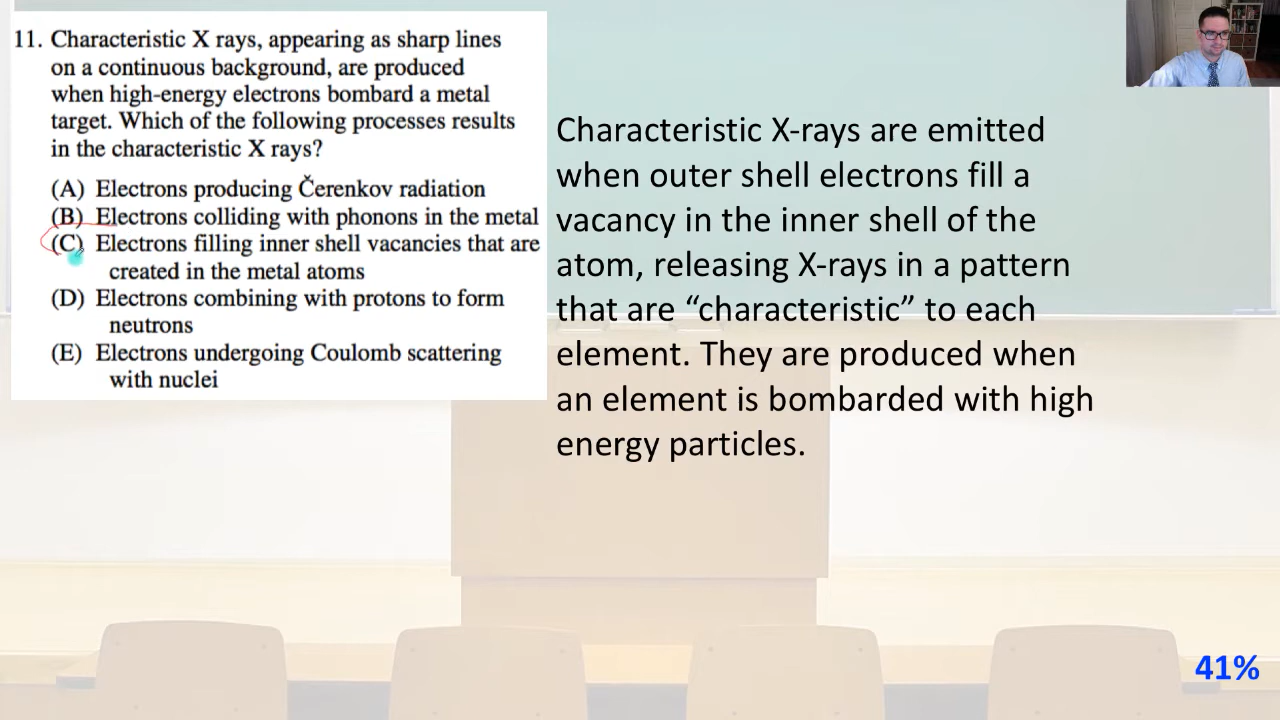 11. Characteristic X rays, appearing as sharp lines
on a continuous background, are produced
when high-energy electrons bombard a metal
target. Which of the following processes results
in the characteristic X rays?
(A) Electrons producing Čerenkov radiation
(B) Electrons colliding with phonons in the metal
(C) Electrons filling inner shell vacancies that are
created in the metal atoms
(D) Electrons combining with protons to form
neutrons
(E) Electrons undergoing Coulomb scattering
with nuclei
Characteristic X-rays are emitted
when outer shell electrons fill a
vacancy in the inner shell of the
atom, releasing X-rays in a pattern
that are “characteristic” to each
element. They are produced when
an element is bombarded with high
energy particles.
41%